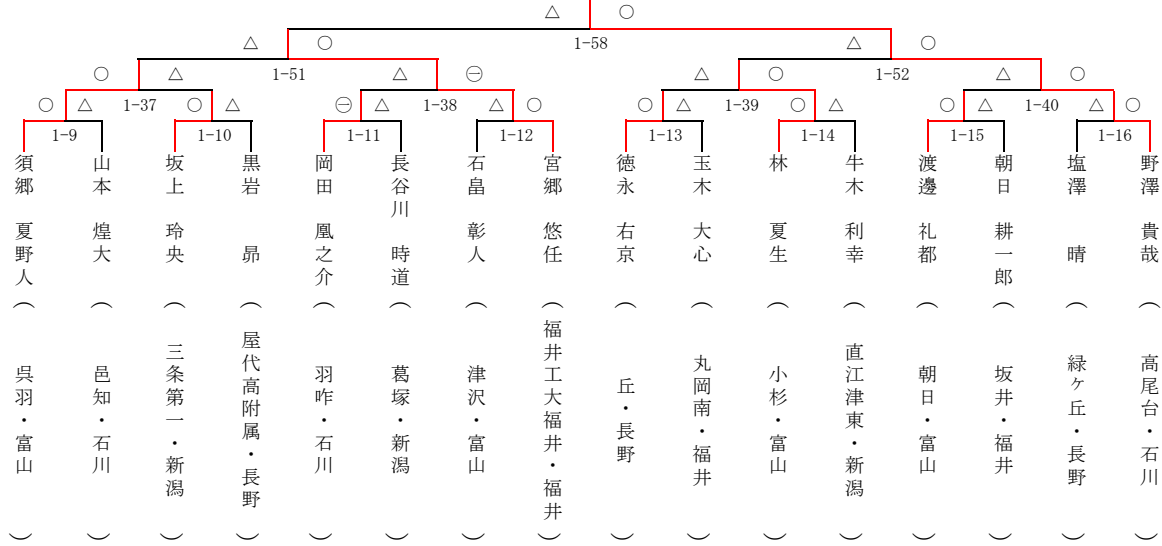 △ ○
1-58
△ ○ △ ○
1-51 1-52
○ △ △ ㊀ △ ○ △ ○
1-37 1-38 1-39 1-40
○ △ ○ △ ㊀ △ △ ○ ○ △ ○ △ ○ △ △ ○
1-9 1-10 1-11 1-12 1-13 1-14 1-15 1-16
須郷 夏野人 ( 呉羽・富山 )
山本 煌大 ( 邑知・石川 )
坂上 玲央 ( 三条第一・新潟 )
黒岩 昴 ( 屋代高附属・長野 )
岡田 凰之介 ( 羽咋・石川 )
長谷川 時道 ( 葛塚・新潟 )
石畠 彰人 ( 津沢・富山 )
宮郷 悠任 ( 福井工大福井・福井 )
徳永 右京 ( 丘・長野 )
玉木 大心 ( 丸岡南・福井 )
林 夏生 ( 小杉・富山 )
牛木 利幸 ( 直江津東・新潟 )
渡邊 礼都 ( 朝日・富山 )
朝日 耕一郎 ( 坂井・福井 )
塩澤 晴 ( 緑ヶ丘・長野 )
野澤 貴哉 ( 高尾台・石川 )